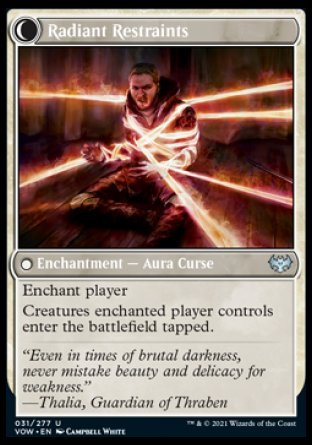 Radiant Restraints
Enchantment — Aura Curse
Enchant player
Creatures enchanted player controls
enter the battlefield tapped.
“Even in times of brutal darkness,
never mistake beauty and delicacy for
weakness.”
—Thalia, Guardian of Thraben
031/277 U
VOW • EN CAMPBELL WHITE
™ & © 2021 Wizards of the Coast